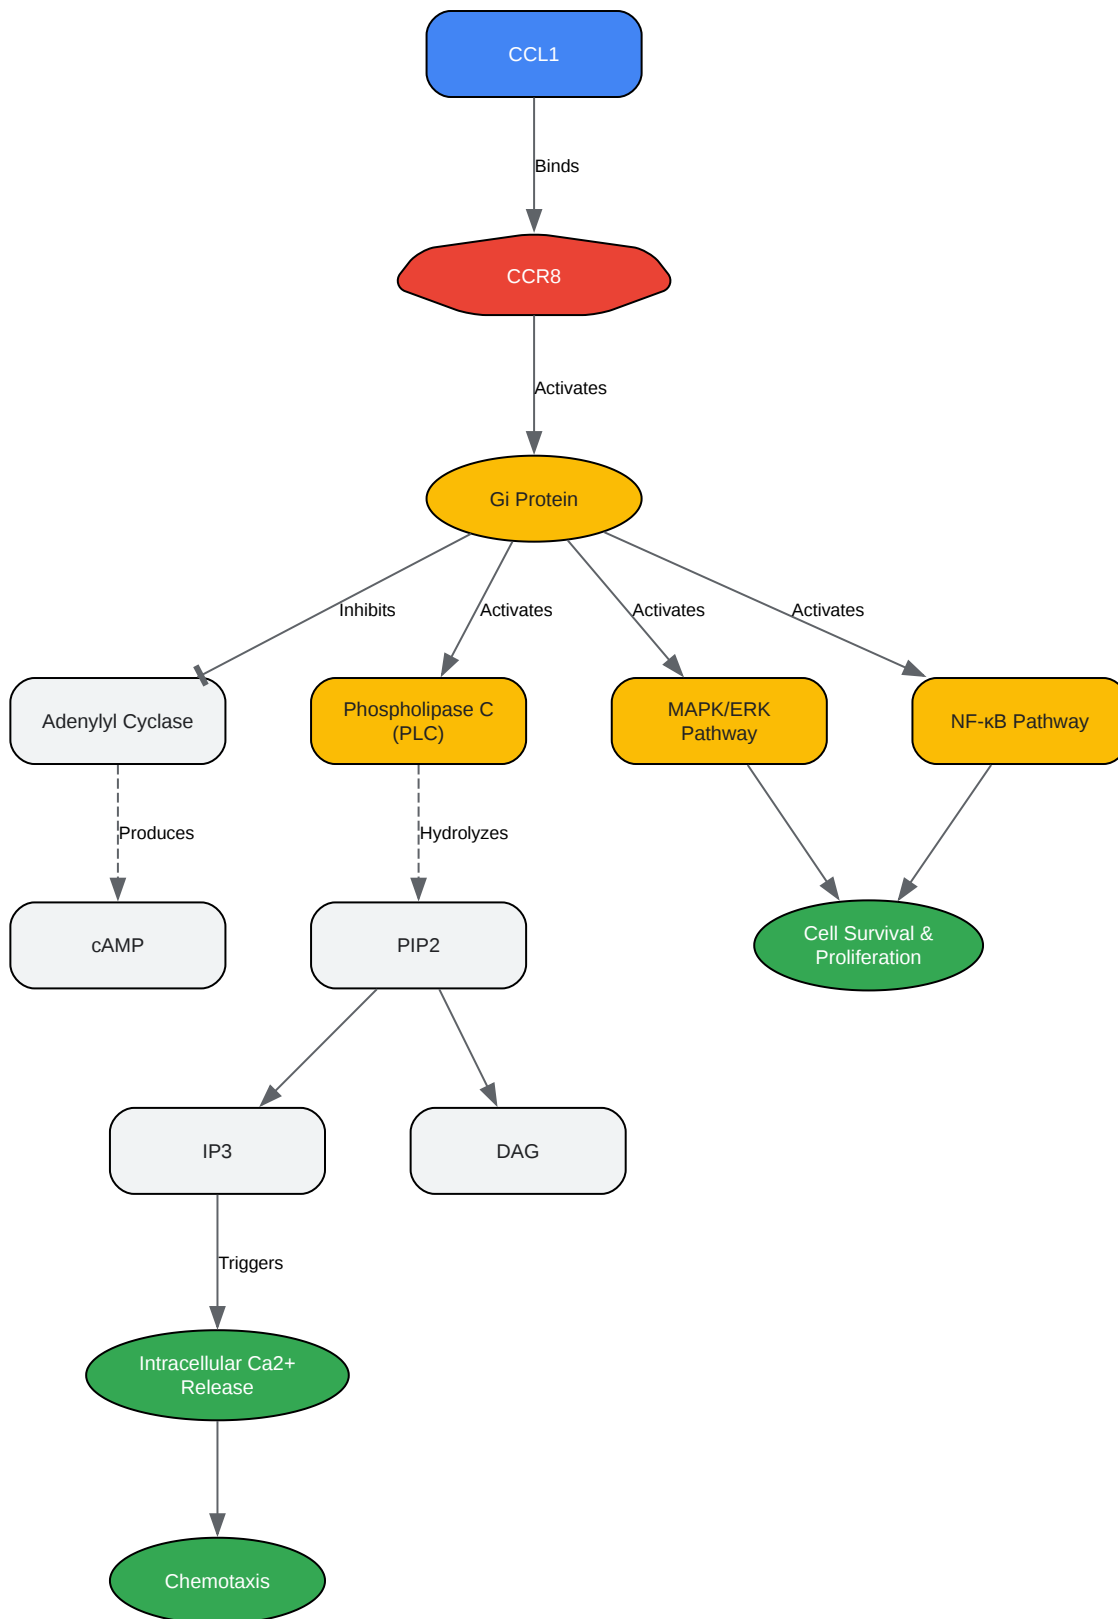 CCL1
Binds
CCR8
Activates
Gi Protein
Inhibits
Activates
Activates
Activates
Adenylyl Cyclase
Phospholipase C
(PLC)
MAPK/ERK
Pathway
NF-κB Pathway
Produces
Hydrolyzes
cAMP
PIP2
Cell Survival &
Proliferation
IP3
DAG
Triggers
Intracellular Ca2+
Release
Chemotaxis